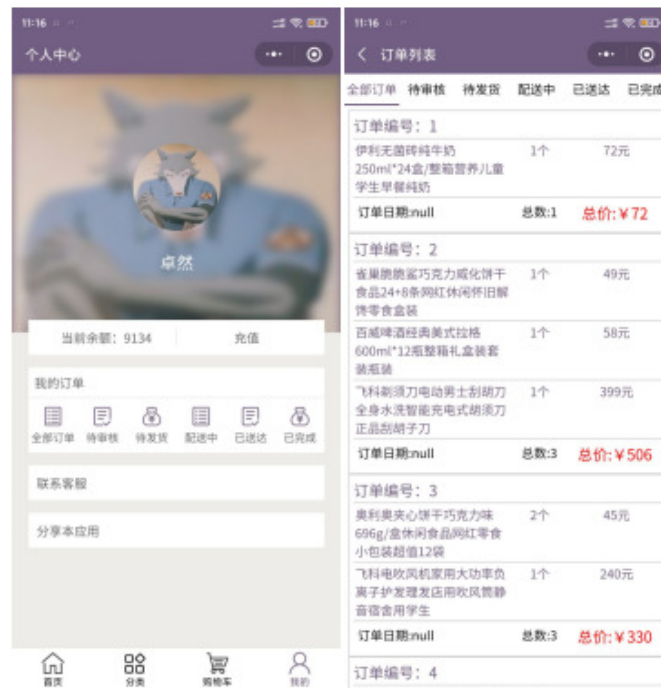 11:16
个人中心
卓然
当前余额：9134
充值
我的订单
全部订单 待审核 待发货 配送中 已送达 已完成
联系客服
分享本应用
首页 分类 购物车 我的
11:16
订单列表
全部订单 待审核 待发货 配送中 已送达 已完成
订单编号：1
伊利无菌砖纯牛奶 1个 72元
250ml*24盒/整箱营养儿童
学生早餐纯奶
订单日期:null 总数:1 总价:￥72
订单编号：2
雀巢脆脆鲨巧克力威化饼干 1个 49元
食品24+8条网红休闲怀旧解
馋零食盒装
百威啤酒经典美式拉格 1个 58元
600ml*12瓶整箱礼盒装套
装瓶装
飞科剃须刀电动男士刮胡刀 1个 399元
全身水洗智能充电式胡须刀
正品刮胡子刀
订单日期:null 总数:3 总价:￥506
订单编号：3
奥利奥夹心饼干巧克力味 2个 45元
696g/盒休闲食品网红零食
小包装超值12袋
飞科电吹风机家用大功率负 1个 240元
离子护发理发店用吹风筒静
音宿舍用学生
订单日期:null 总数:3 总价:￥330
订单编号：4